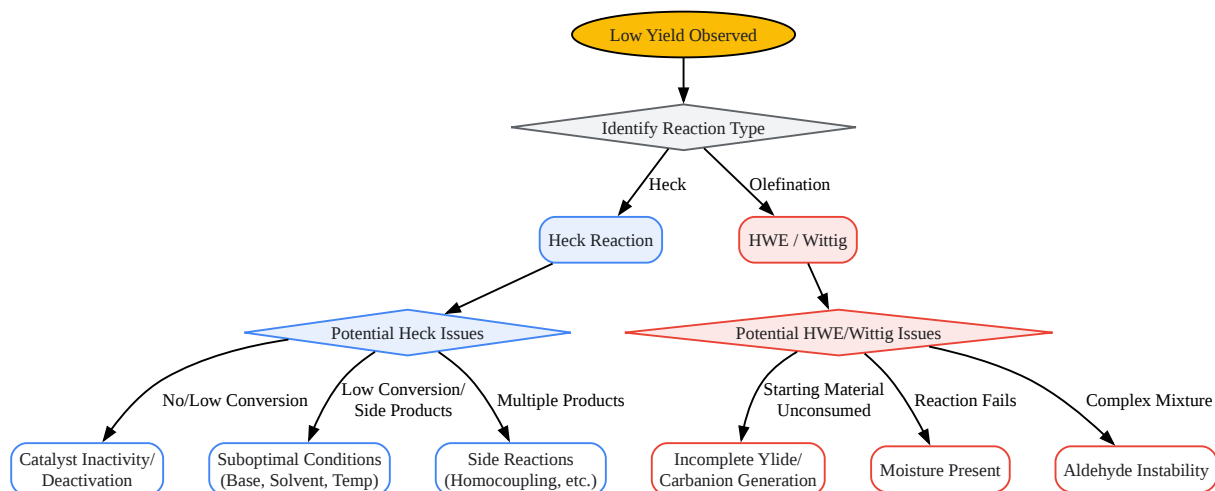 Low Yield Observed
Identify Reaction Type
Heck
Olefination
Heck Reaction
HWE / Wittig
Potential Heck Issues
Potential HWE/Wittig Issues
No/Low Conversion
Low Conversion/
Side Products
Multiple Products
Starting Material
Unconsumed
Reaction Fails
Complex Mixture
Catalyst Inactivity/
Deactivation
Suboptimal Conditions
(Base, Solvent, Temp)
Side Reactions
(Homocoupling, etc.)
Incomplete Ylide/
Carbanion Generation
Moisture Present
Aldehyde Instability